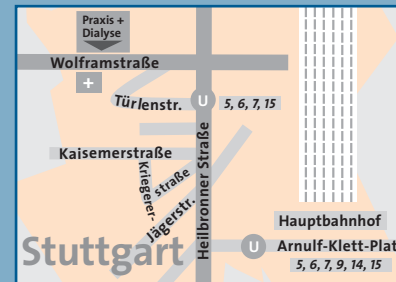 Praxis +
Dialyse
Wolframstraße
+
Türlenstr.
U
5, 6, 7, 15
Kaisemerstraße
Kriegerer-
straße
Jägerstr.
Heilbronner Straße
Hauptbahnhof
Stuttgart
U
Arnulf-Klett-Plat
5, 6, 7, 9, 14, 15